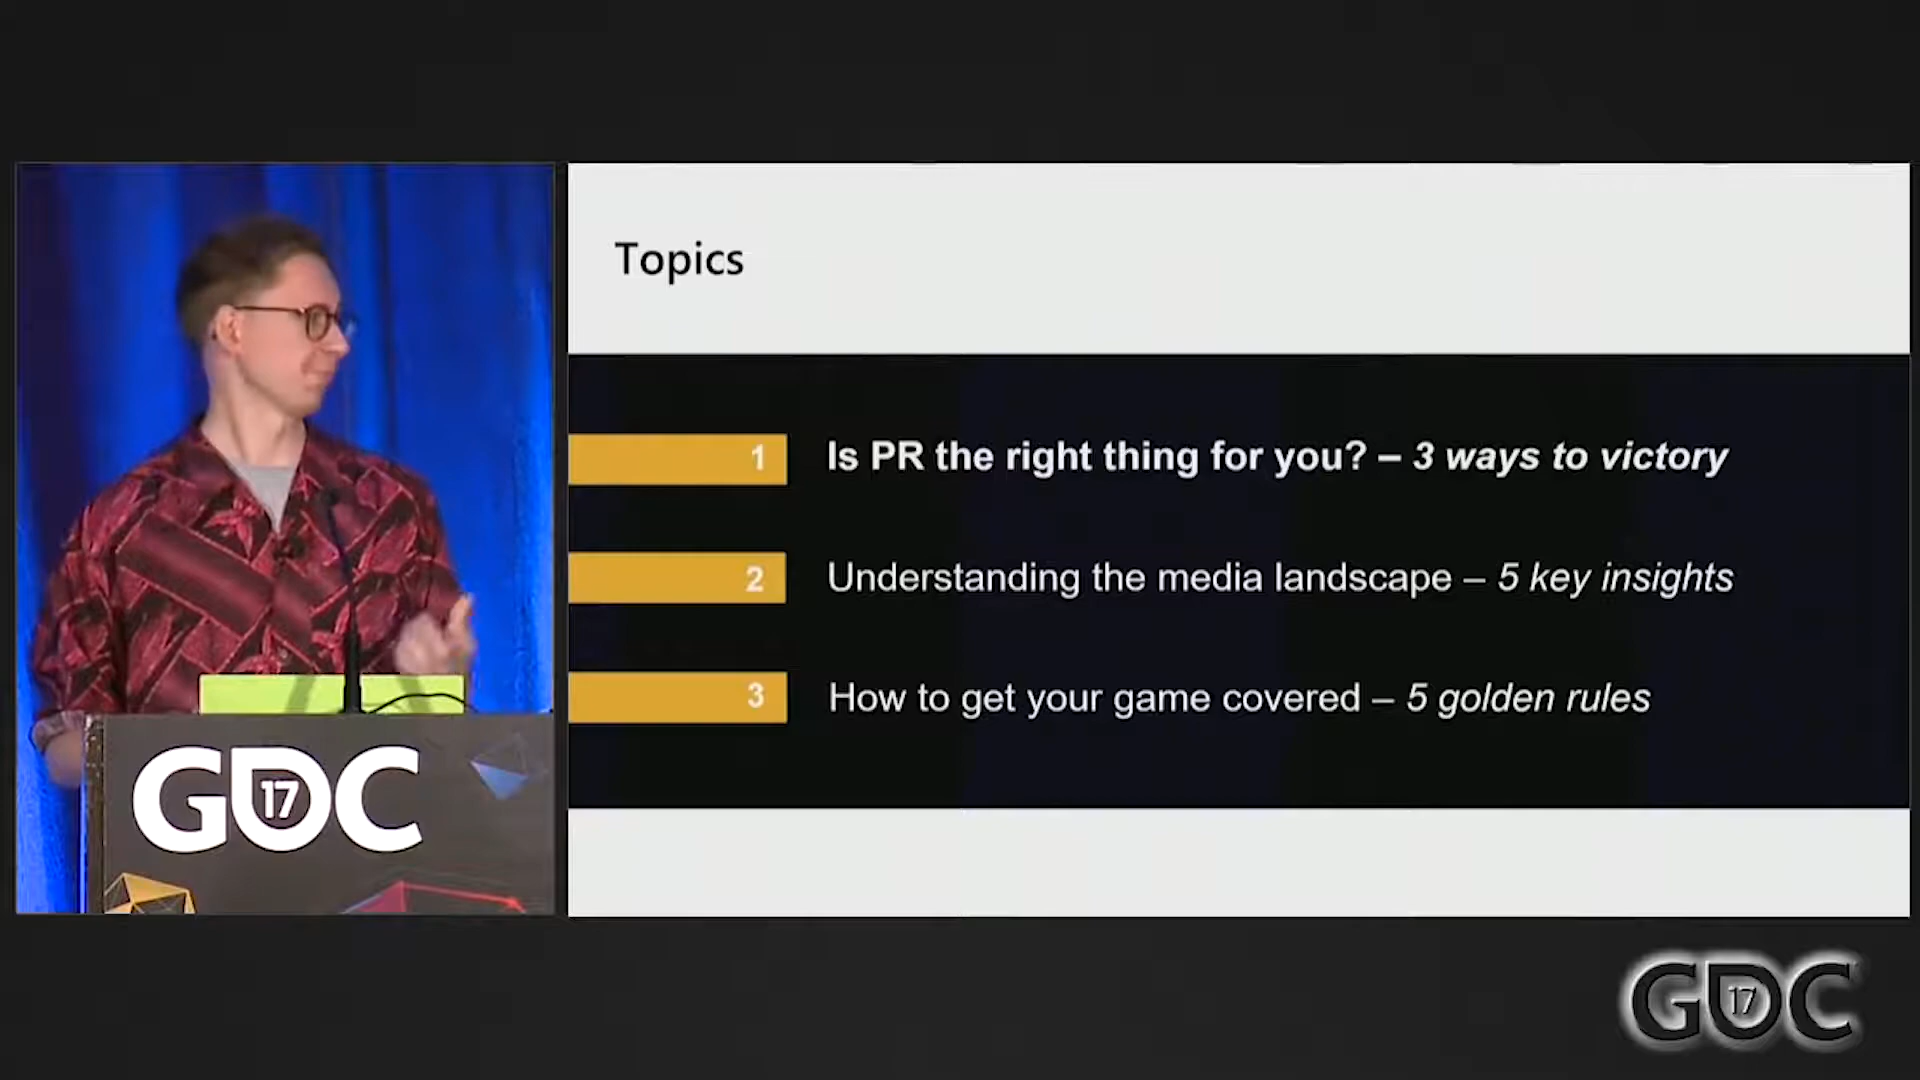 Topics
1 Is PR the right thing for you? – 3 ways to victory
2 Understanding the media landscape – 5 key insights
3 How to get your game covered – 5 golden rules
GDC 17
GDC 17